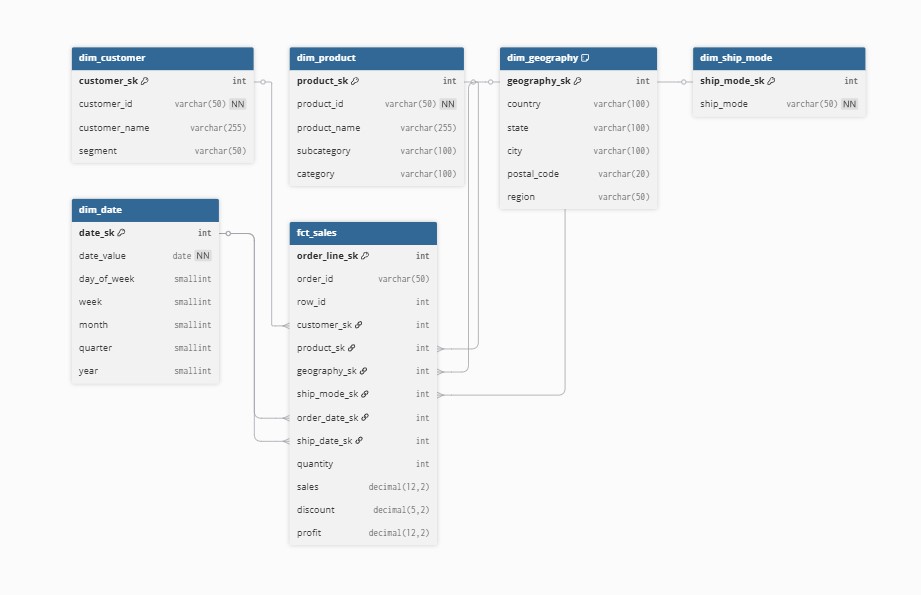 dim_customer
customer_sk int
customer_id varchar(50) NN
customer_name varchar(255)
segment varchar(50)
dim_product
product_sk int
product_id varchar(50) NN
product_name varchar(255)
subcategory varchar(100)
category varchar(100)
dim_geography
geography_sk int
country varchar(100)
state varchar(100)
city varchar(100)
postal_code varchar(20)
region varchar(50)
dim_ship_mode
ship_mode_sk int
ship_mode varchar(50) NN
dim_date
date_sk int
date_value date NN
day_of_week smallint
week smallint
month smallint
quarter smallint
year smallint
fct_sales
order_line_sk int
order_id varchar(50)
row_id int
customer_sk int
product_sk int
geography_sk int
ship_mode_sk int
order_date_sk int
ship_date_sk int
quantity int
sales decimal(12,2)
discount decimal(5,2)
profit decimal(12,2)